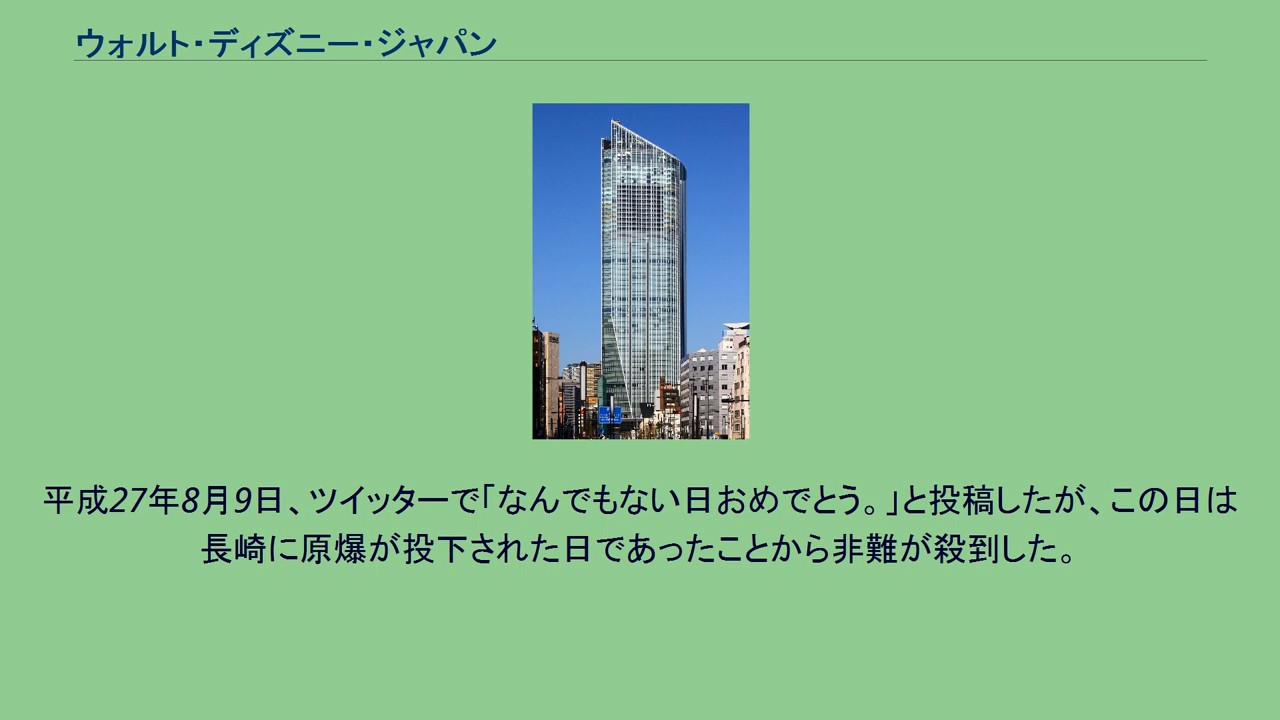 ウォルト・ディズニー・ジャパン
平成27年8月9日、ツイッターで「なんでもない日おめでとう。」と投稿したが、この日は
長崎に原爆が投下された日であったことから非難が殺到した。